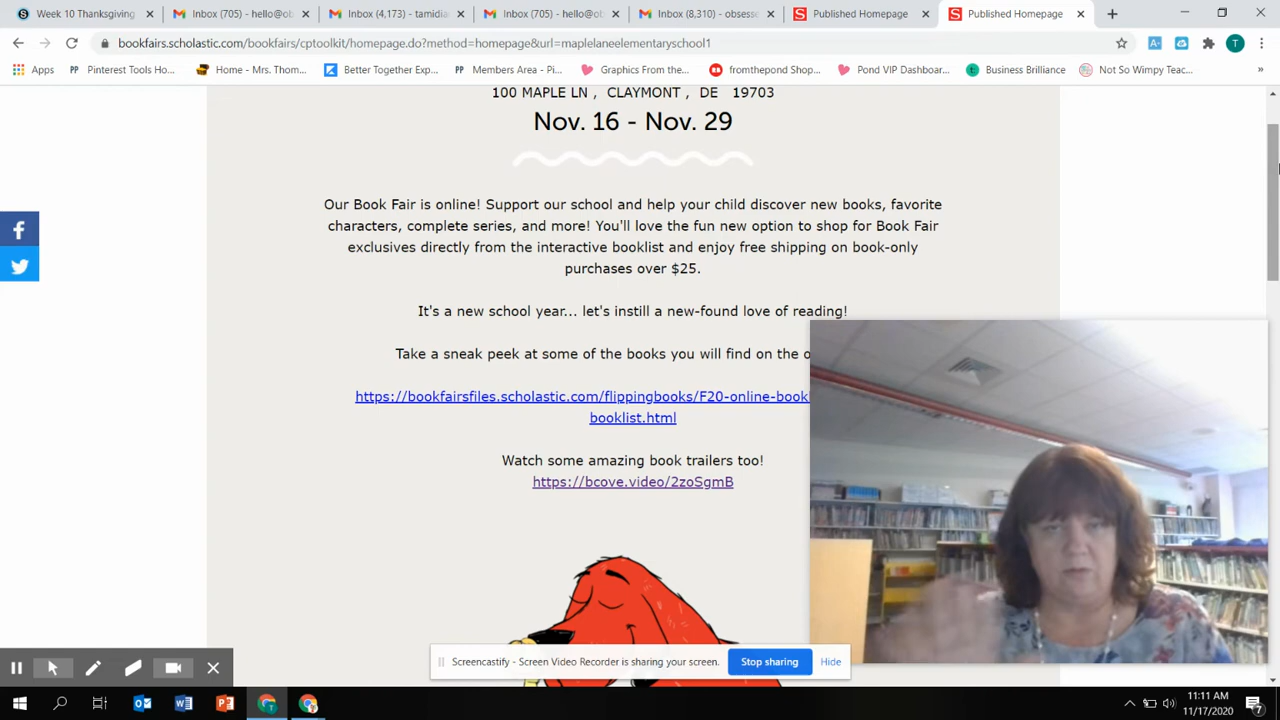 Week 10 Thanksgiving
Inbox (705) - hello@ob
Inbox (4,173) - tamidia
Inbox (705) - hello@ob
Inbox (8,310) - obsesse
Published Homepage
Published Homepage
bookfairs.scholastic.com/bookfairs/cptoolkit/homepage.do?method=homepage&url=maplelaneelementaryschool1
Apps
Pinterest Tools Ho...
Home - Mrs. Thom...
Better Together Exp...
Members Area - Pi...
Graphics From the...
fromthepond Shop...
Pond VIP Dashboar...
Business Brilliance
Not So Wimpy Teac...
100 MAPLE LN , CLAYMONT , DE 19703
Nov. 16 - Nov. 29
Our Book Fair is online! Support our school and help your child discover new books, favorite
characters, complete series, and more! You'll love the fun new option to shop for Book Fair
exclusives directly from the interactive booklist and enjoy free shipping on book-only
purchases over $25.
It's a new school year... let's instill a new-found love of reading!
Take a sneak peek at some of the books you will find on the o
https://bookfairsfiles.scholastic.com/flippingbooks/F20-online-book
booklist.html
Watch some amazing book trailers too!
https://bcove.video/2zoSgmB
Screencastify - Screen Video Recorder is sharing your screen.
Stop sharing
Hide
11:11 AM
11/17/2020
7